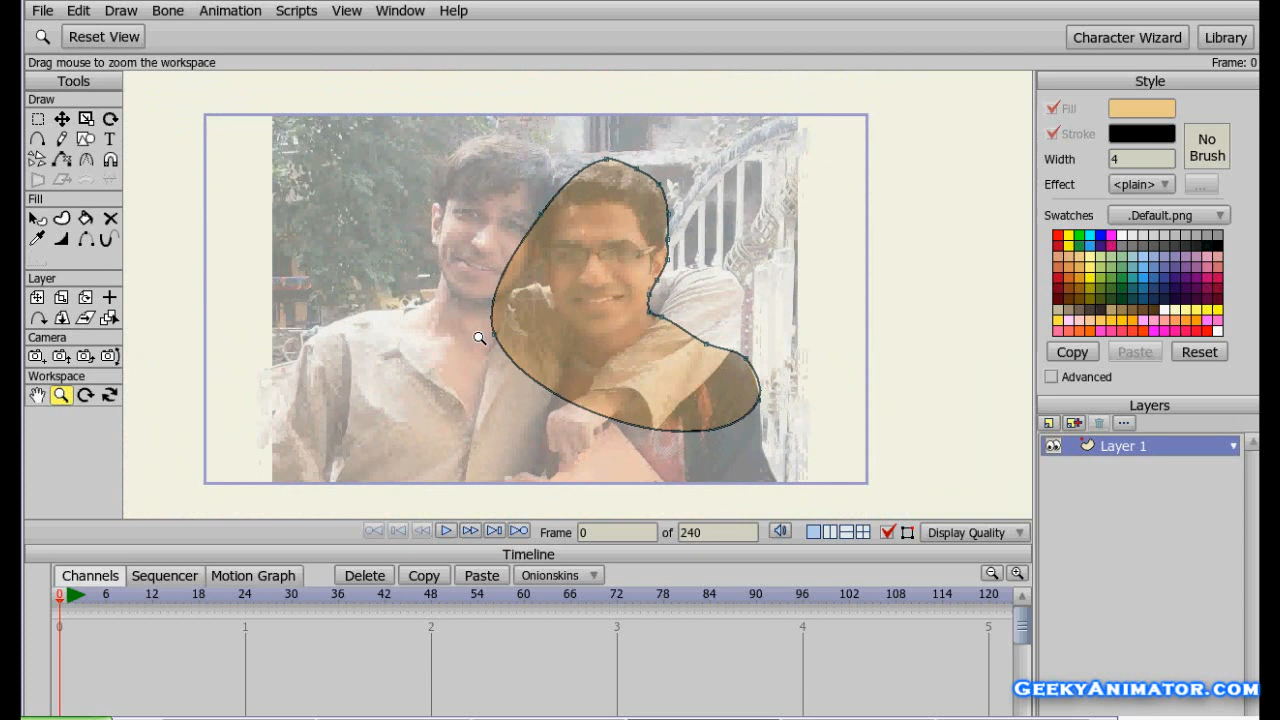 File Edit Draw Bone Animation Scripts View Window Help
Reset View Character Wizard Library
Drag mouse to zoom the workspace Frame: 0
Tools Style
Draw
Fill
Stroke
No Brush
Width 4
Effect <plain> ...
Fill
Swatches .Default.png
Layer
Camera
Copy Paste Reset
Workspace
Advanced
Layers
Layer 1
Frame 0 of 240 Display Quality
Timeline
Channels Sequencer Motion Graph Delete Copy Paste Onionskins
0 6 12 18 24 30 36 42 48 54 60 66 72 78 84 90 96 102 108 114 120
0 1 2 3 4 5
GeekyAnimator.com